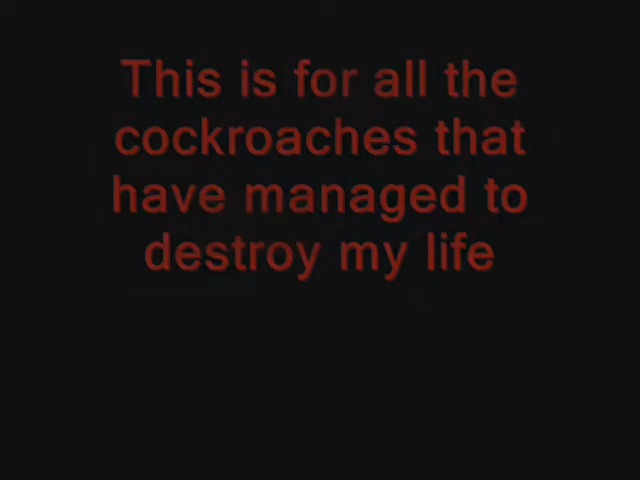 This is for all the
cockroaches that
have managed to
destroy my life